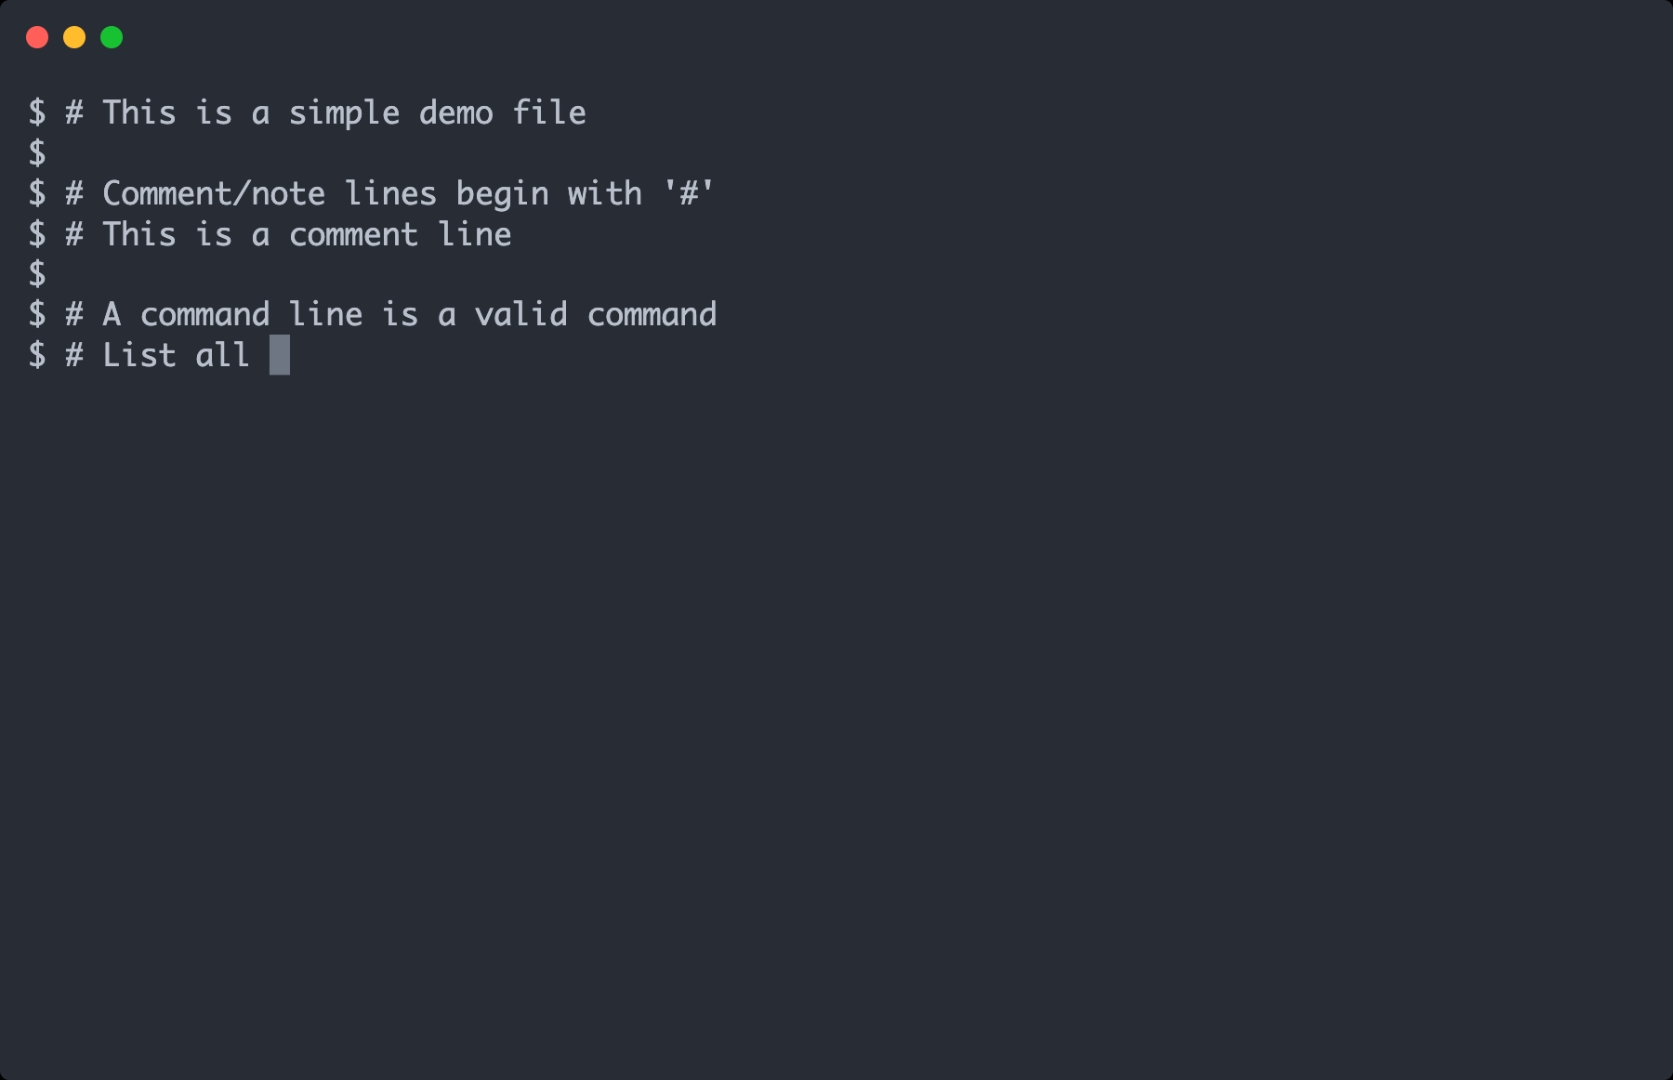 $ # This is a simple demo file
$
$ # Comment/note lines begin with '#'
$ # This is a comment line
$
$ # A command line is a valid command
$ # List all